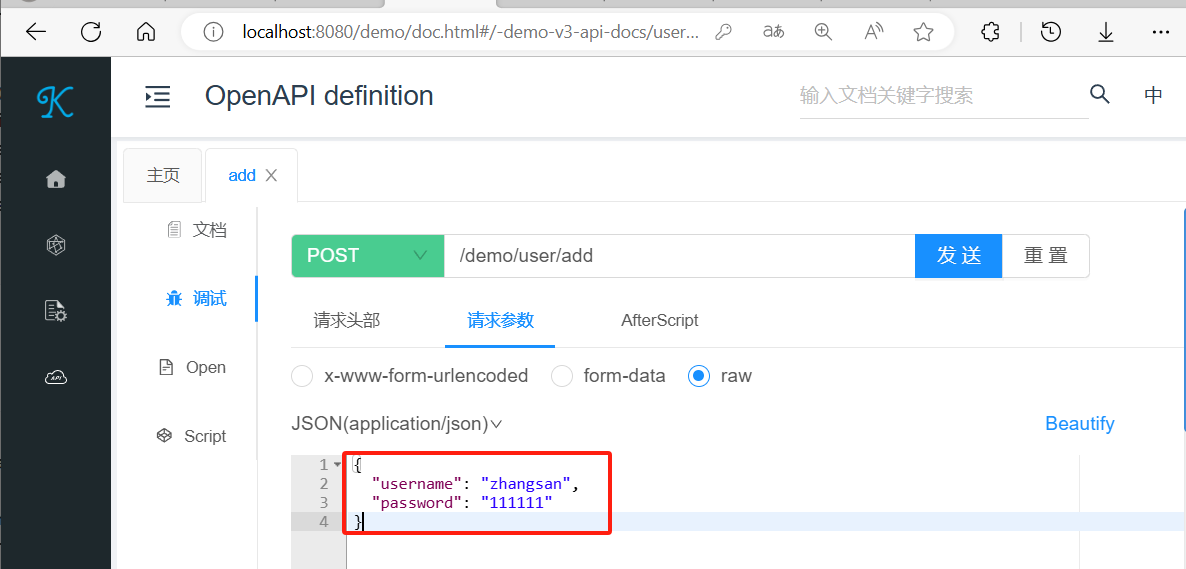 localhost:8080/demo/doc.html#/-demo-v3-api-docs/user...
OpenAPI definition
输入文档关键字搜索
中
主页
add
文档
调试
Open
Script
POST
/demo/user/add
发 送
重 置
请求头部
请求参数
AfterScript
x-www-form-urlencoded
form-data
raw
JSON(application/json)
Beautify
1 {
2 "username": "zhangsan",
3 "password": "111111"
4 }